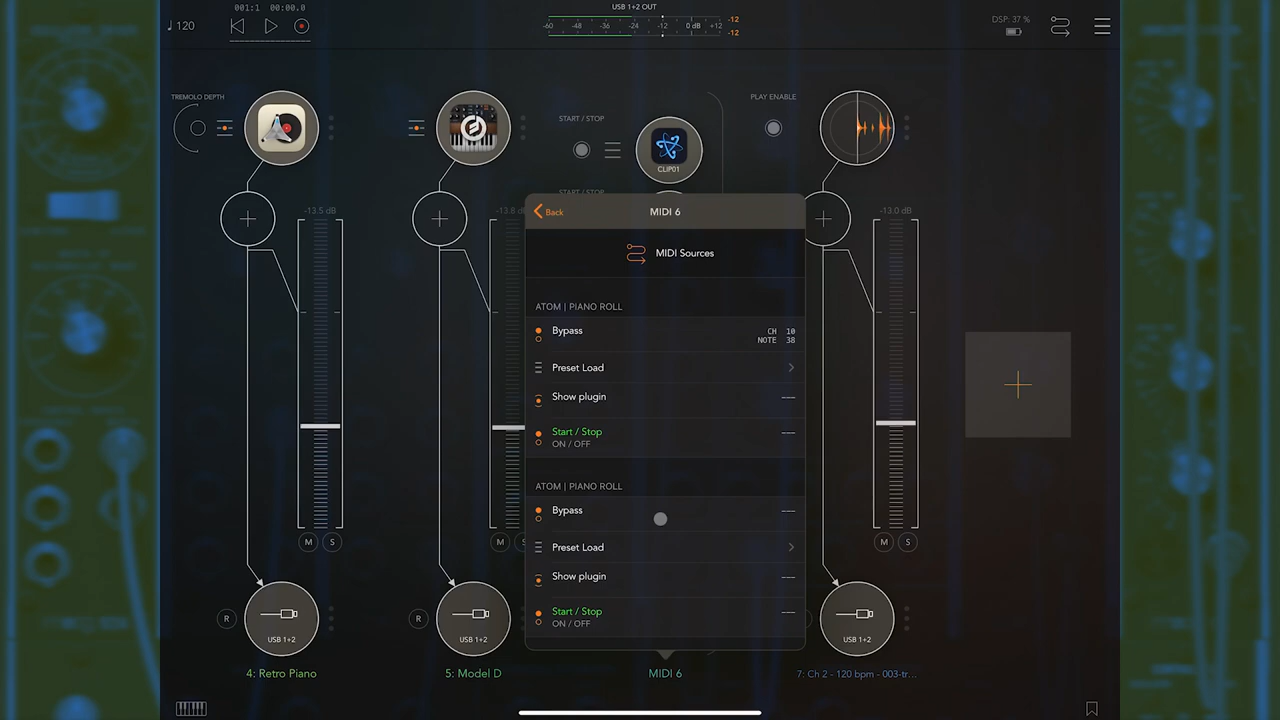 001:1 00:00.0
♩ 120
USB 1+2 OUT
-60 -48 -36 -24 -12 0 dB +12
-12
-12
DSP: 37 %
TREMOLO DEPTH
START / STOP
CLIP01
START / STOP
PLAY ENABLE
-13.5 dB
-13.8 d
-13.0 dB
Back
MIDI 6
MIDI Sources
ATOM | PIANO ROLL
Bypass
CH 10
NOTE 38
Preset Load
Show plugin
---
Start / Stop
---
ON / OFF
ATOM | PIANO ROLL
Bypass
---
Preset Load
Show plugin
---
Start / Stop
---
ON / OFF
M S
M S
M S
R
R
USB 1+2
USB 1+2
USB 1+2
4: Retro Piano
5: Model D
MIDI 6
7: Ch 2 - 120 bpm - 003-tr...